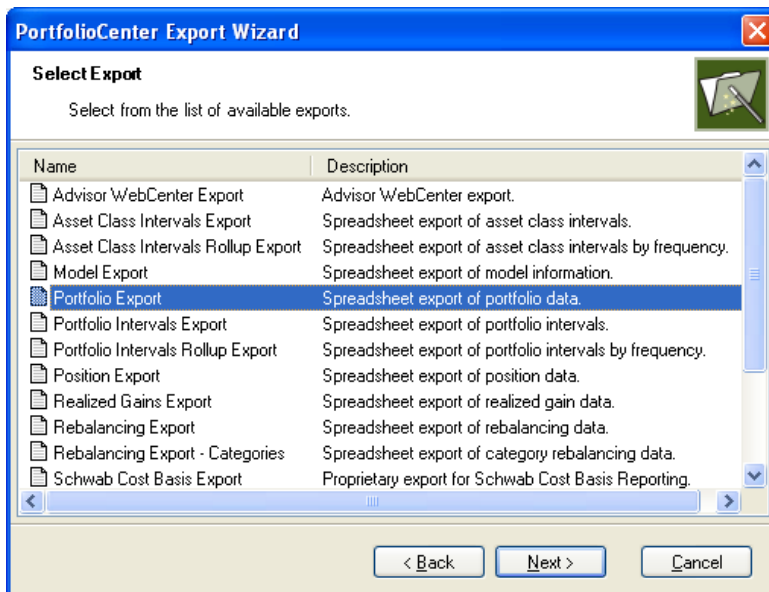 PortfolioCenter Export Wizard
Select Export
Select from the list of available exports.
Name Description
Advisor WebCenter Export Advisor WebCenter export.
Asset Class Intervals Export Spreadsheet export of asset class intervals.
Asset Class Intervals Rollup Export Spreadsheet export of asset class intervals by frequency.
Model Export Spreadsheet export of model information.
Portfolio Export Spreadsheet export of portfolio data.
Portfolio Intervals Export Spreadsheet export of portfolio intervals.
Portfolio Intervals Rollup Export Spreadsheet export of portfolio intervals by frequency.
Position Export Spreadsheet export of position data.
Realized Gains Export Spreadsheet export of realized gain data.
Rebalancing Export Spreadsheet export of rebalancing data.
Rebalancing Export - Categories Spreadsheet export of category rebalancing data.
Schwab Cost Basis Export Proprietary export for Schwab Cost Basis Reporting.
< Back Next > Cancel